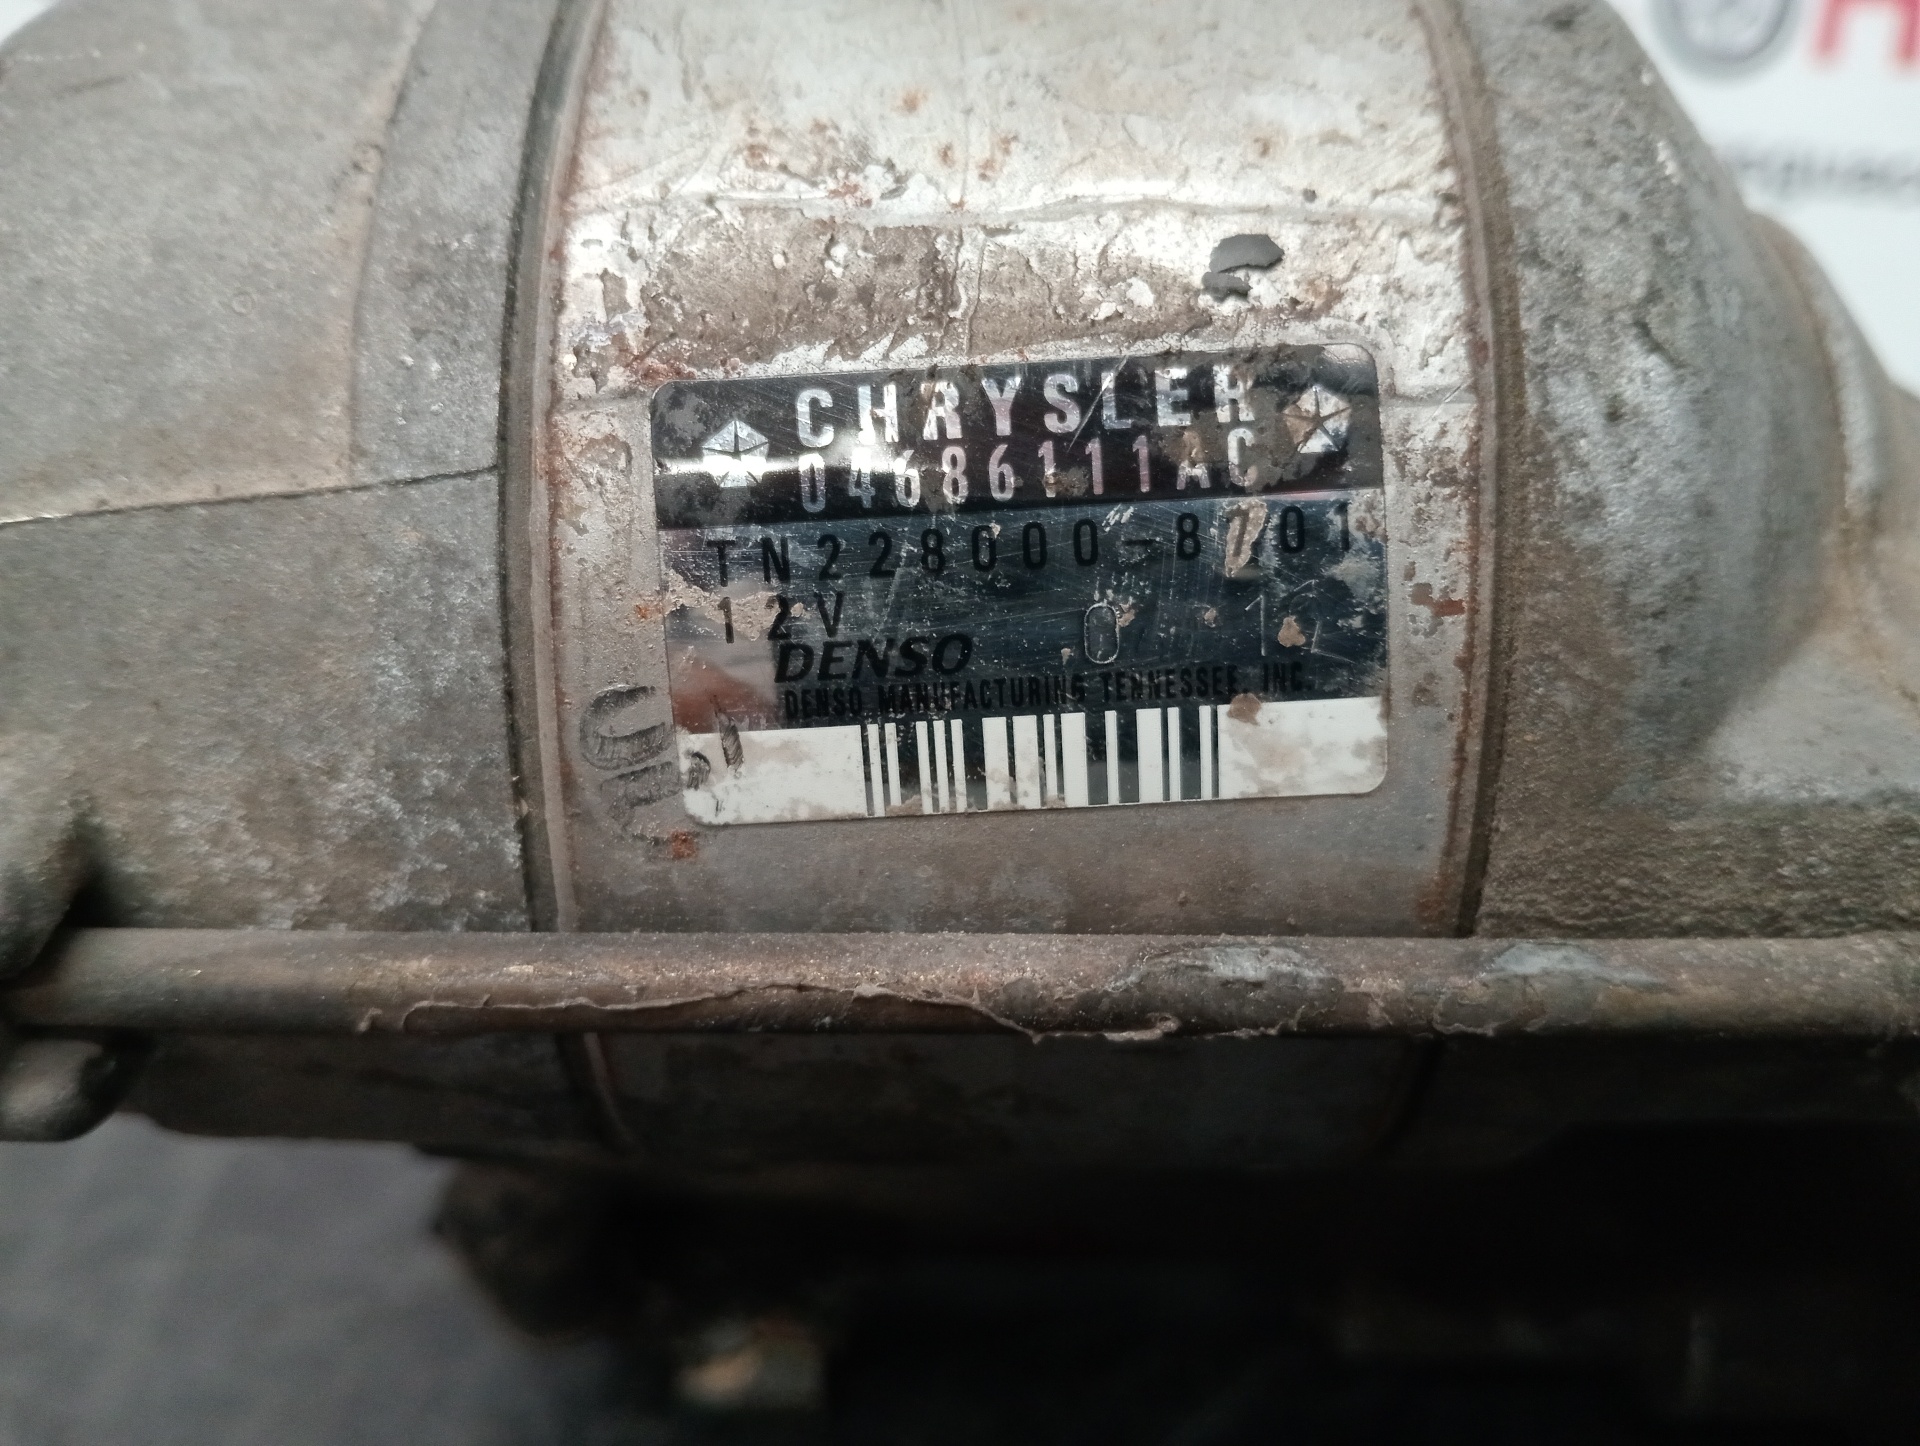 CHRYSLER
04686111AC
TN228000-8701
12V
DENSO
DENSO MANUFACTURING TENNESSEE, INC.